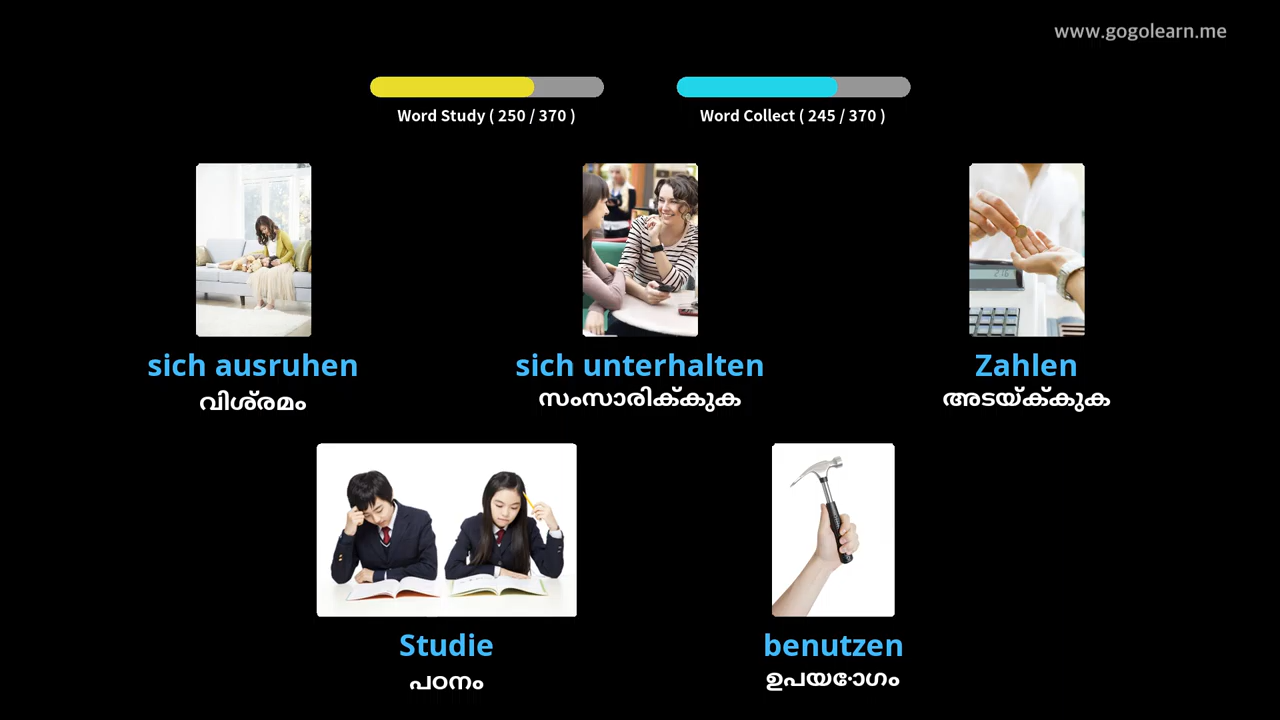 www.gogolearn.me
Word Study ( 250 / 370 )
Word Collect ( 245 / 370 )
sich ausruhen
വിശ്രമം
sich unterhalten
സംസാരിക്കുക
Zahlen
അടയ്ക്കുക
Studie
പഠനം
benutzen
ഉപയോഗം